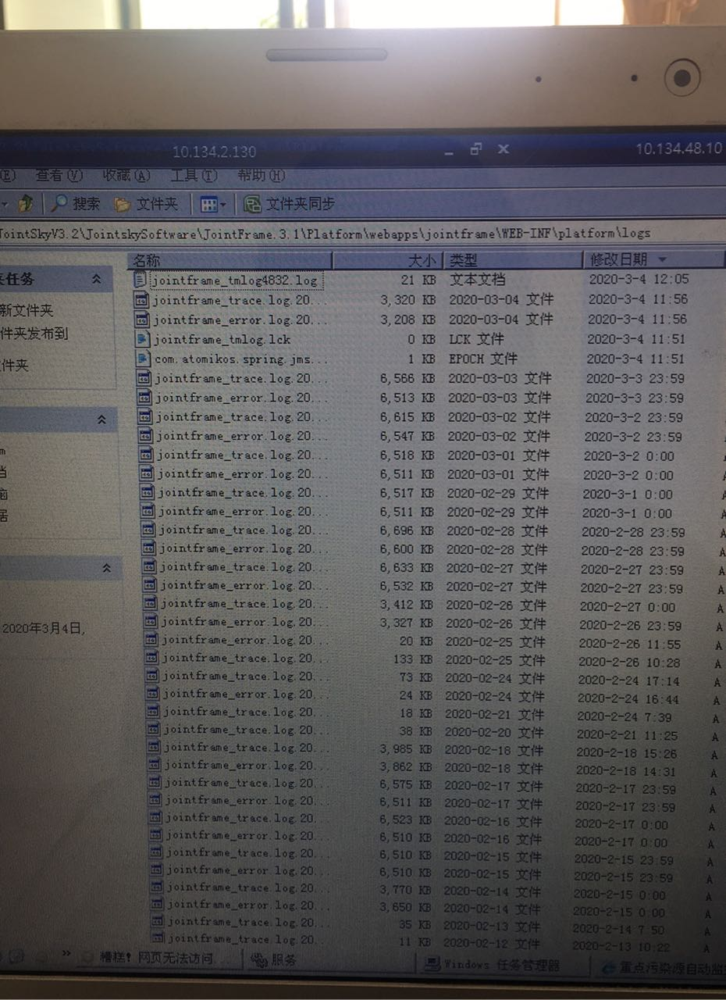 10.134.2.130
10.134.48.10
(E) 查看(V) 收藏(A) 工具(T) 帮助(H)
搜索 文件夹 文件夹同步
JointSkyV3.2\JointskySoftware\JointFrame.3.1\Platform\webapps\jointframe\WEB-INF\platform\logs
名称 大小 类型 修改日期
任务
新文件夹
件夹发布到
件夹
2020年3月4日,
jointframe_tmlog4832.log 21 KB 文本文档 2020-3-4 12:05
jointframe_trace.log.20... 3,320 KB 2020-03-04 文件 2020-3-4 11:56
jointframe_error.log.20... 3,208 KB 2020-03-04 文件 2020-3-4 11:56
jointframe_tmlog.lck 0 KB LCK 文件 2020-3-4 11:51
com.atomikos.spring.jms... 1 KB EPOCH 文件 2020-3-4 11:51
jointframe_trace.log.20... 6,566 KB 2020-03-03 文件 2020-3-3 23:59
jointframe_error.log.20... 6,513 KB 2020-03-03 文件 2020-3-3 23:59
jointframe_trace.log.20... 6,615 KB 2020-03-02 文件 2020-3-2 23:59
jointframe_error.log.20... 6,547 KB 2020-03-02 文件 2020-3-2 23:59
jointframe_trace.log.20... 6,518 KB 2020-03-01 文件 2020-3-2 0:00
jointframe_error.log.20... 6,511 KB 2020-03-01 文件 2020-3-2 0:00
jointframe_trace.log.20... 6,517 KB 2020-02-29 文件 2020-3-1 0:00
jointframe_error.log.20... 6,511 KB 2020-02-29 文件 2020-3-1 0:00 A
jointframe_trace.log.20... 6,696 KB 2020-02-28 文件 2020-2-28 23:59 A
jointframe_error.log.20... 6,600 KB 2020-02-28 文件 2020-2-28 23:59 A
jointframe_trace.log.20... 6,633 KB 2020-02-27 文件 2020-2-27 23:59 A
jointframe_error.log.20... 6,532 KB 2020-02-27 文件 2020-2-27 23:59 A
jointframe_trace.log.20... 3,412 KB 2020-02-26 文件 2020-2-27 0:00 A
jointframe_error.log.20... 3,327 KB 2020-02-26 文件 2020-2-26 23:59 A
jointframe_error.log.20... 20 KB 2020-02-25 文件 2020-2-26 11:55 A
jointframe_trace.log.20... 133 KB 2020-02-25 文件 2020-2-26 10:28 A
jointframe_trace.log.20... 73 KB 2020-02-24 文件 2020-2-24 17:14 A
jointframe_error.log.20... 24 KB 2020-02-24 文件 2020-2-24 16:44 A
jointframe_trace.log.20... 18 KB 2020-02-21 文件 2020-2-24 7:39 A
jointframe_trace.log.20... 38 KB 2020-02-20 文件 2020-2-21 11:25 A
jointframe_trace.log.20... 3,985 KB 2020-02-18 文件 2020-2-18 15:26 A
jointframe_error.log.20... 3,862 KB 2020-02-18 文件 2020-2-18 14:31 A
jointframe_trace.log.20... 6,575 KB 2020-02-17 文件 2020-2-17 23:59 A
jointframe_error.log.20... 6,511 KB 2020-02-17 文件 2020-2-17 23:59 A
jointframe_trace.log.20... 6,523 KB 2020-02-16 文件 2020-2-17 0:00 A
jointframe_error.log.20... 6,510 KB 2020-02-16 文件 2020-2-17 0:00 A
jointframe_trace.log.20... 6,510 KB 2020-02-15 文件 2020-2-15 23:59 A
jointframe_error.log.20... 6,510 KB 2020-02-15 文件 2020-2-15 23:59 A
jointframe_trace.log.20... 3,770 KB 2020-02-14 文件 2020-2-15 0:00 A
jointframe_error.log.20... 3,650 KB 2020-02-14 文件 2020-2-15 0:00 A
jointframe_trace.log.20... 35 KB 2020-02-13 文件 2020-2-14 7:50 A
jointframe_trace.log.20... 11 KB 2020-02-12 文件 2020-2-13 10:22 A
糟糕! 网页无法访问... 服务 Windows 任务管理器 重点污染源自动监